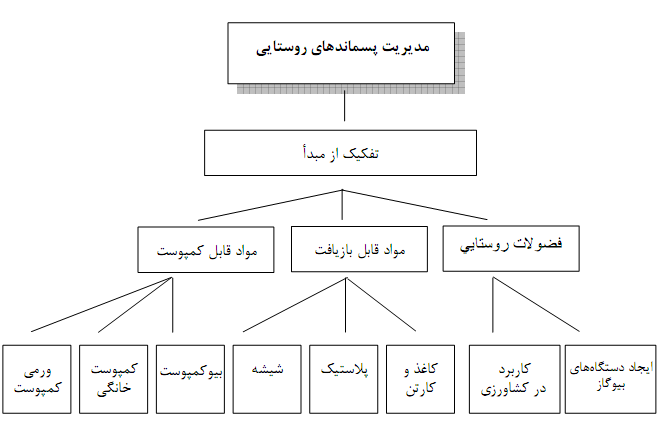 مدیریت پسماندهای روستایی
تفکیک از مبدأ
فضولات روستايي
مواد قابل بازیافت
مواد قابل کمپوست
ایجاد دستگاه‌های
بیوگاز
کاربرد
در کشاورزی
کاغذ و
کارتن
پلاستیک
شیشه
بیوکمپوست
کمپوست
خانگی
ورمی
کمپوست